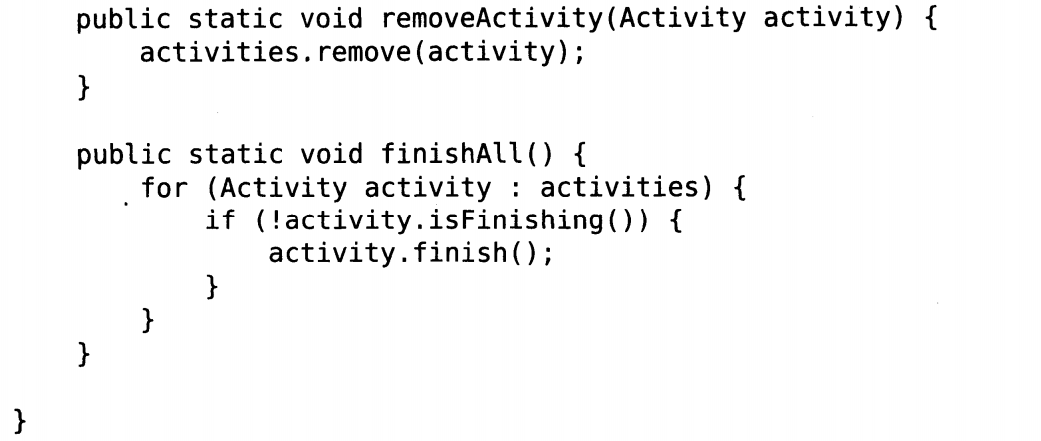 public static void removeActivity(Activity activity) {
        activities.remove(activity);
    }

    public static void finishAll() {
        for (Activity activity : activities) {
            if (!activity.isFinishing()) {
                activity.finish();
            }
        }
    }

}